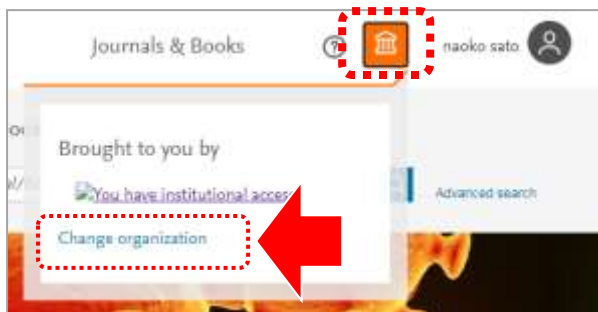 Journals & Books
naoko sato
Brought to you by
You have institutional access
Change organization
Advanced search